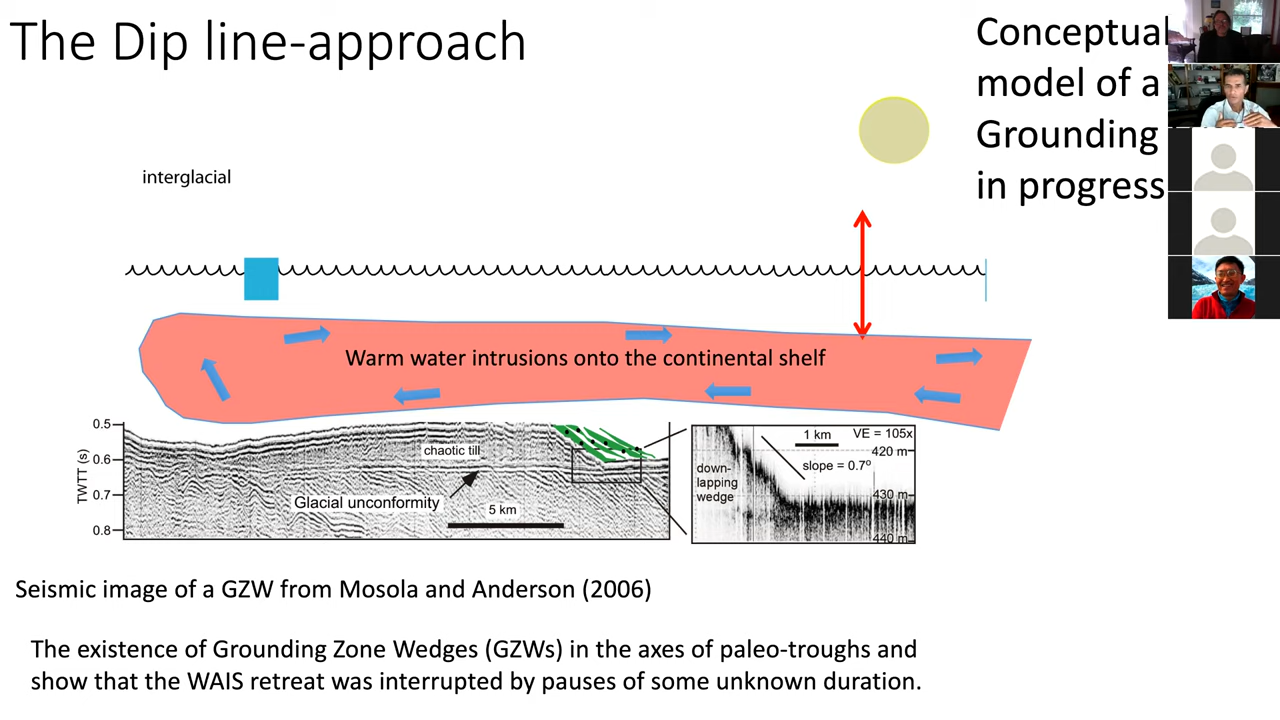 The Dip line-approach
Conceptual
model of a
Grounding
in progress
interglacial
Warm water intrusions onto the continental shelf
0.5
0.6
0.7
0.8
TWTT (s)
chaotic till
Glacial unconformity
5 km
1 km
VE = 105x
420 m
slope = 0.7º
down-
lapping
wedge
430 m
440 m
Seismic image of a GZW from Mosola and Anderson (2006)
The existence of Grounding Zone Wedges (GZWs) in the axes of paleo-troughs and
show that the WAIS retreat was interrupted by pauses of some unknown duration.